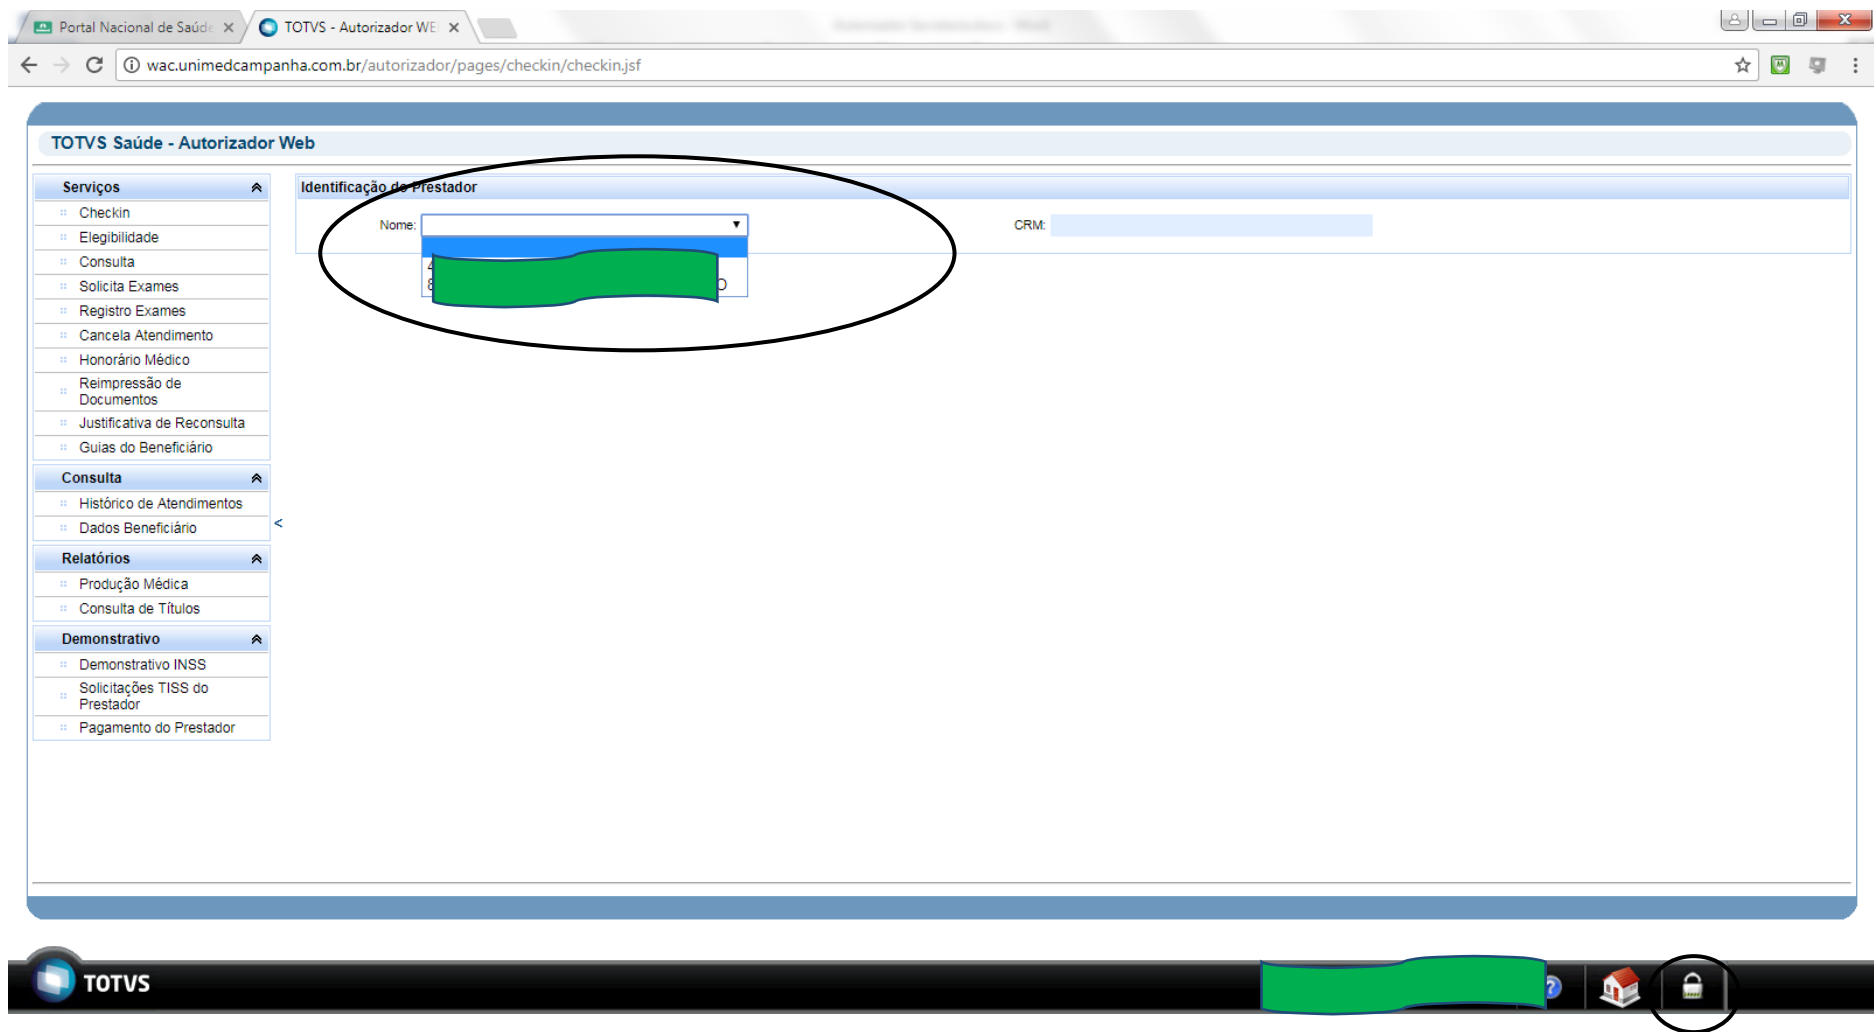 Portal Nacional de Saúde
TOTVS - Autorizador WE
wac.unimedcampanha.com.br/autorizador/pages/checkin/checkin.jsf
TOTVS Saúde - Autorizador Web
Serviços
Checkin
Elegibilidade
Consulta
Solicita Exames
Registro Exames
Cancela Atendimento
Honorário Médico
Reimpressão de
Documentos
Justificativa de Reconsulta
Guias do Beneficiário
Consulta
Histórico de Atendimentos
Dados Beneficiário
Relatórios
Produção Médica
Consulta de Títulos
Demonstrativo
Demonstrativo INSS
Solicitações TISS do
Prestador
Pagamento do Prestador
<
Identificação do Prestador
Nome:
CRM:
TOTVS